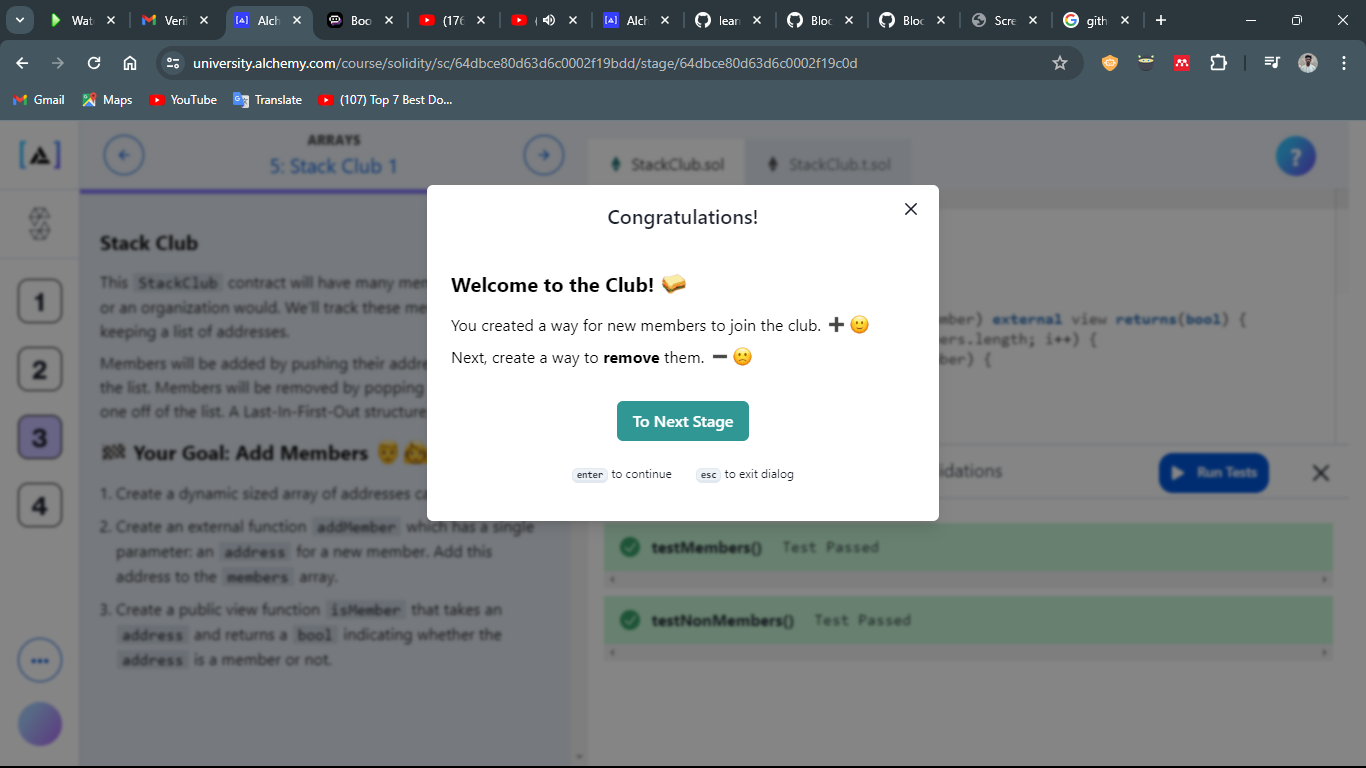 Wat
Veri
Alch
Boo
(176
(
Alch
lear
Bloc
Bloc
Scre
gith
university.alchemy.com/course/solidity/sc/64dbce80d63d6c0002f19bdd/stage/64dbce80d63d6c0002f19c0d
Gmail
Maps
YouTube
Translate
(107) Top 7 Best Do...
ARRAYS
5: Stack Club 1
StackClub.sol
StackClub.t.sol
?
1
2
3
4
Stack Club
This StackClub contract will have many mem
or an organization would. We'll track these me
keeping a list of addresses.
Members will be added by pushing their addre
the list. Members will be removed by popping
one off of the list. A Last-In-First-Out structure
Your Goal: Add Members
1. Create a dynamic sized array of addresses ca
2. Create an external function addMember which has a single
parameter: an address for a new member. Add this
address to the members array.
3. Create a public view function isMember that takes an
address and returns a bool indicating whether the
address is a member or not.
Congratulations!
Welcome to the Club!
You created a way for new members to join the club.
Next, create a way to remove them.
To Next Stage
enter to continue
esc to exit dialog
mber) external view returns(bool) {
ers.length; i++) {
ber) {
idations
Run Tests
testMembers() Test Passed
testNonMembers() Test Passed